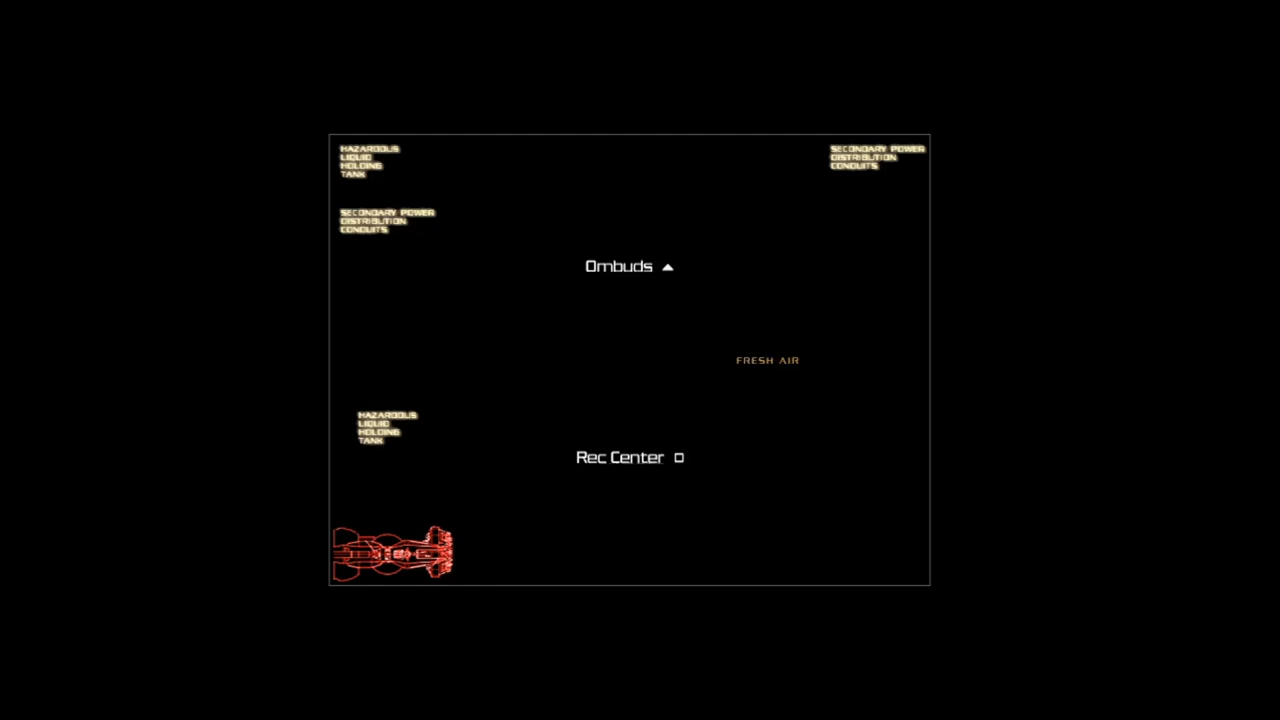 HAZARDOUS
LIQUID
HOLDING
TANK
SECONDARY POWER
DISTRIBUTION
CONDUITS
SECONDARY POWER
DISTRIBUTION
CONDUITS
Ombuds
FRESH AIR
HAZARDOUS
LIQUID
HOLDING
TANK
Rec Center